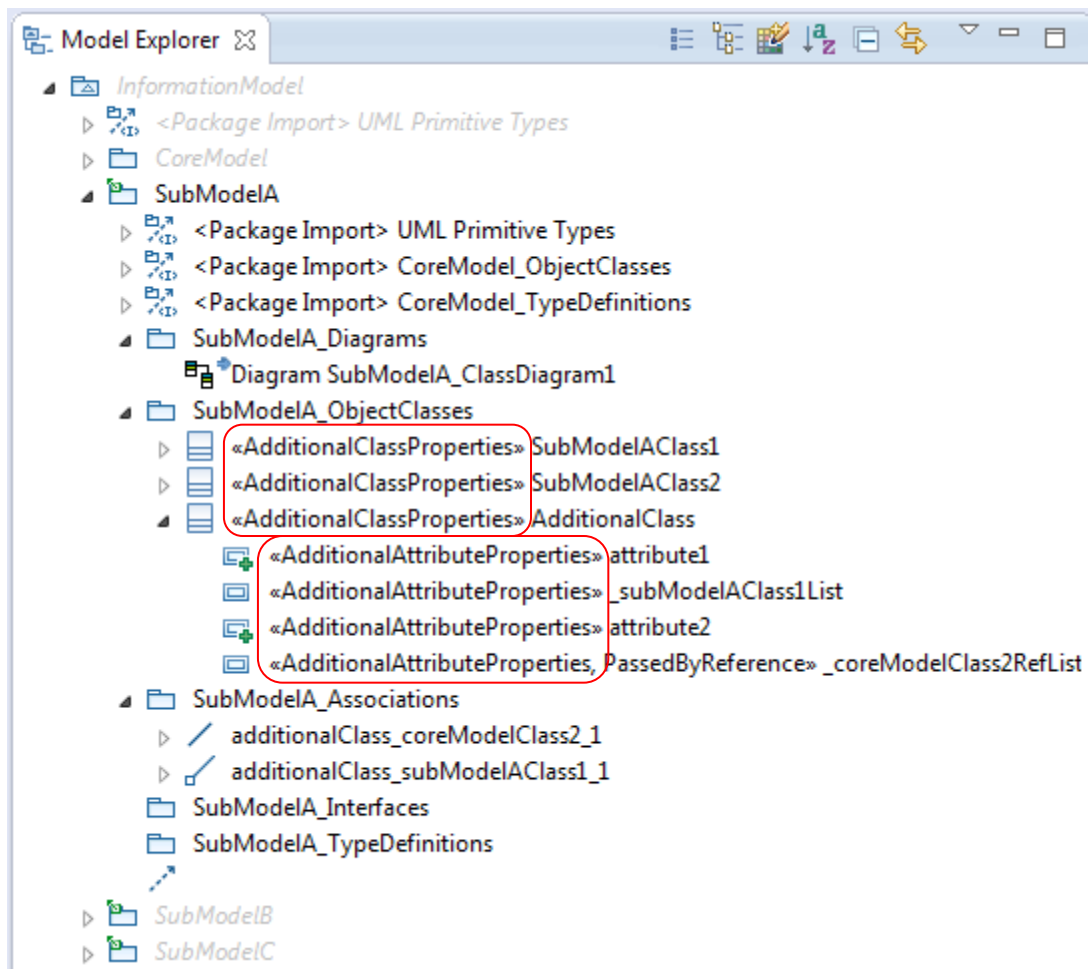 Model Explorer
InformationModel
<Package Import> UML Primitive Types
CoreModel
SubModelA
<Package Import> UML Primitive Types
<Package Import> CoreModel_ObjectClasses
<Package Import> CoreModel_TypeDefinitions
SubModelA_Diagrams
Diagram SubModelA_ClassDiagram1
SubModelA_ObjectClasses
«AdditionalClassProperties» SubModelAClass1
«AdditionalClassProperties» SubModelAClass2
«AdditionalClassProperties» AdditionalClass
«AdditionalAttributeProperties» attribute1
«AdditionalAttributeProperties» _subModelAClass1List
«AdditionalAttributeProperties» attribute2
«AdditionalAttributeProperties, PassedByReference» _coreModelClass2RefList
SubModelA_Associations
additionalClass_coreModelClass2_1
additionalClass_subModelAClass1_1
SubModelA_Interfaces
SubModelA_TypeDefinitions
SubModelB
SubModelC